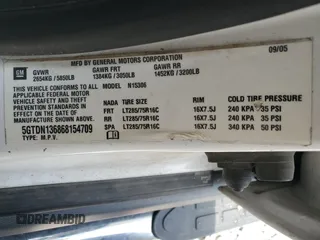 09/05
MFD BY GENERAL MOTORS CORPORATION
GM
GVWR GAWR FRT GAWR RR
2654KG / 5850LB 1384KG / 3050LB 1452KG / 3200LB
THIS VEHICLE CONFORMS TO ALL MODEL N15306
APPLICABLE U.S. FEDERAL MOTOR
VEHICLE SAFETY, BUMPER, AND
THEFT PREVENTION STANDARDS IN
EFFECT ON THE DATE OF
MANUFACTURE SHOWN ABOVE.
5GTDN136868154709
TYPE: M.P.V.
NADA TIRE SIZE RIM COLD TIRE PRESSURE
FRT LT285/75R16C 16X7.5J 240 KPA 35 PSI
RR LT285/75R16C 16X7.5J 240 KPA 35 PSI
SPA LT285/75R16C 16X7.5J 340 KPA 50 PSI
DREAMBID